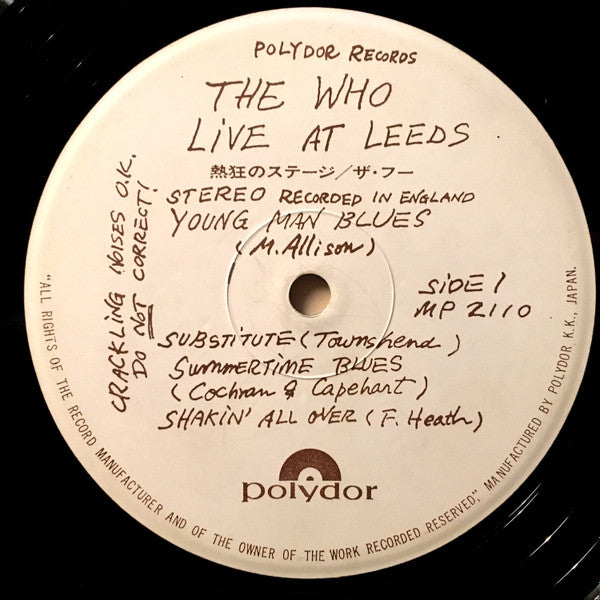 POLYDOR RECORDS
THE WHO
LIVE AT LEEDS
熱狂のステージ/ザ・フー
STEREO RECORDED IN ENGLAND
YOUNG MAN BLUES
(M. Allison)
CRACKLING NOISES O.K.
DO NOT CORRECT!
SIDE 1
MP 2110
SUBSTITUTE (Townshend)
SUMMERTIME BLUES
(Cochran & Capehart)
SHAKIN' ALL OVER (F. Heath)
polydor
"ALL RIGHTS OF THE RECORD MANUFACTURER AND OF THE OWNER OF THE WORK RECORDED RESERVED," MANUFACTURED BY POLYDOR K.K., JAPAN.